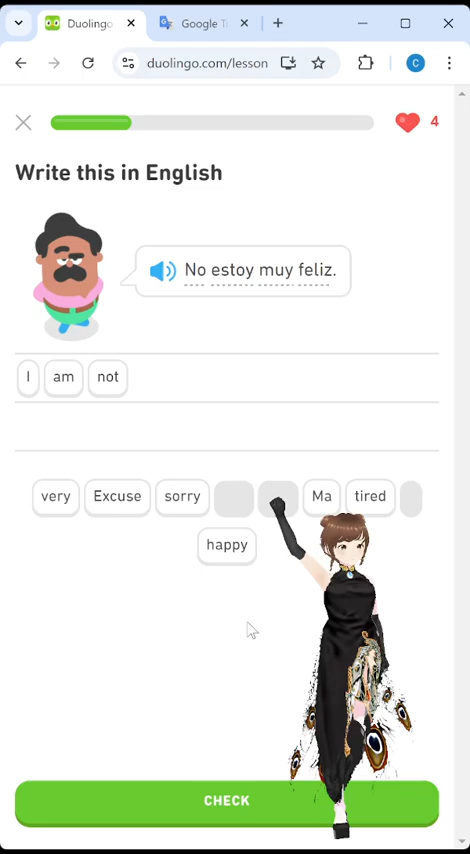 Duolingo
Google Tr
duolingo.com/lesson
C
4
Write this in English
No estoy muy feliz.
I am not
very Excuse sorry Ma tired
happy
CHECK